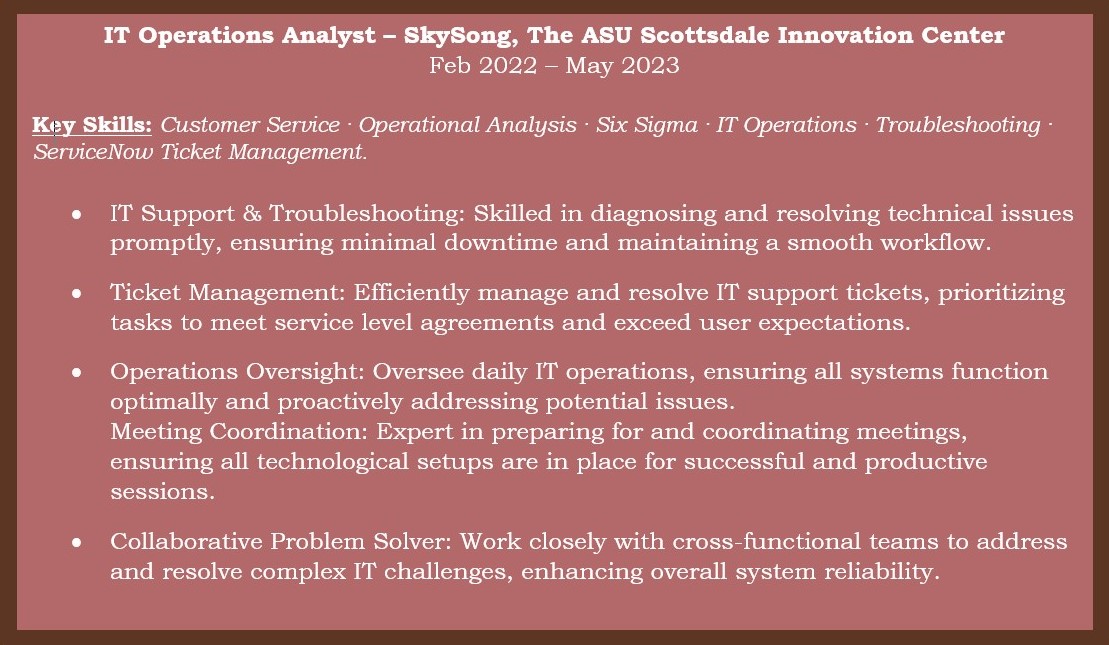 IT Operations Analyst – SkySong, The ASU Scottsdale Innovation Center
Feb 2022 – May 2023
Key Skills: Customer Service · Operational Analysis · Six Sigma · IT Operations · Troubleshooting ·
ServiceNow Ticket Management.
• IT Support & Troubleshooting: Skilled in diagnosing and resolving technical issues
promptly, ensuring minimal downtime and maintaining a smooth workflow.
• Ticket Management: Efficiently manage and resolve IT support tickets, prioritizing
tasks to meet service level agreements and exceed user expectations.
• Operations Oversight: Oversee daily IT operations, ensuring all systems function
optimally and proactively addressing potential issues.
Meeting Coordination: Expert in preparing for and coordinating meetings,
ensuring all technological setups are in place for successful and productive
sessions.
• Collaborative Problem Solver: Work closely with cross-functional teams to address
and resolve complex IT challenges, enhancing overall system reliability.